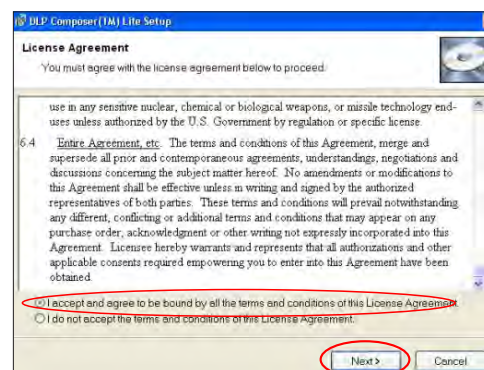 DLP Composer(TM) Lite Setup
License Agreement
You must agree with the license agreement below to proceed.
use in any sensitive nuclear, chemical or biological weapons, or missile technology end-
uses unless authorized by the U.S. Government by regulation or specific license.
6.4 Entire Agreement, etc. The terms and conditions of this Agreement, merge and
supersede all prior and contemporaneous agreements, understandings, negotiations and
discussions concerning the subject matter hereof. No amendments or modifications to
this Agreement shall be effective unless in writing and signed by the authorized
representatives of both parties. These terms and conditions will prevail notwithstanding
any different, conflicting or additional terms and conditions that may appear on any
purchase order, acknowledgment or other writing not expressly incorporated into this
Agreement. Licensee hereby warrants and represents that all authorizations and other
applicable consents required empowering you to enter into this Agreement have been
obtained.
I accept and agree to be bound by all the terms and conditions of this License Agreement.
I do not accept the terms and conditions of this License Agreement.
Next > Cancel